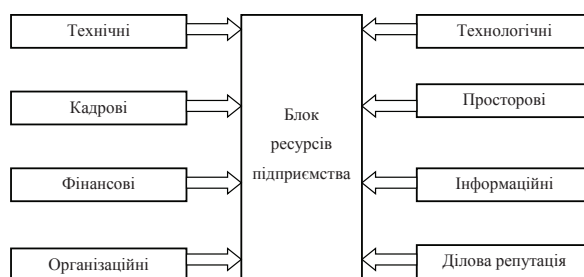 Технічні
Кадрові
Фінансові
Організаційні
Блок
ресурсів
підприємства
Технологічні
Просторові
Інформаційні
Ділова репутація